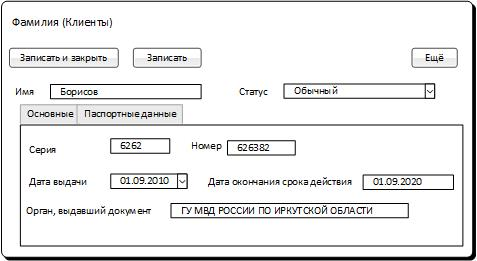 Фамилия (Клиенты)
Записать и закрыть Записать Ещё
Имя Борисов Статус Обычный
Основные Паспортные данные
Серия 6262 Номер 626382
Дата выдачи 01.09.2010 Дата окончания срока действия 01.09.2020
Орган, выдавший документ ГУ МВД РОССИИ ПО ИРКУТСКОЙ ОБЛАСТИ